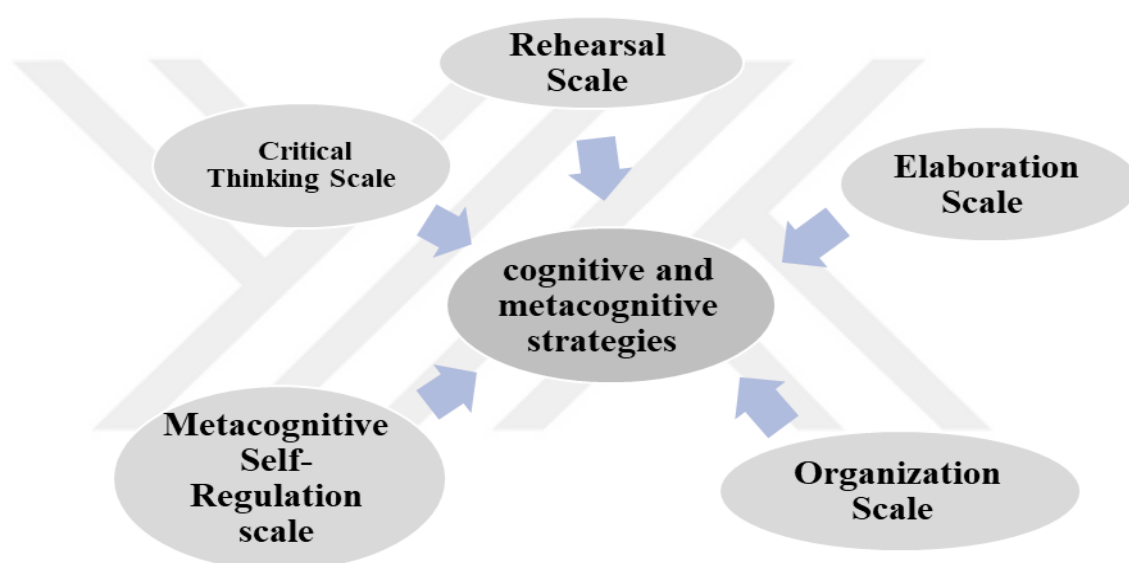 Rehearsal
Scale
Critical
Thinking Scale
Elaboration
Scale
cognitive and
metacognitive
strategies
Metacognitive
Self-
Regulation
scale
Organization
Scale